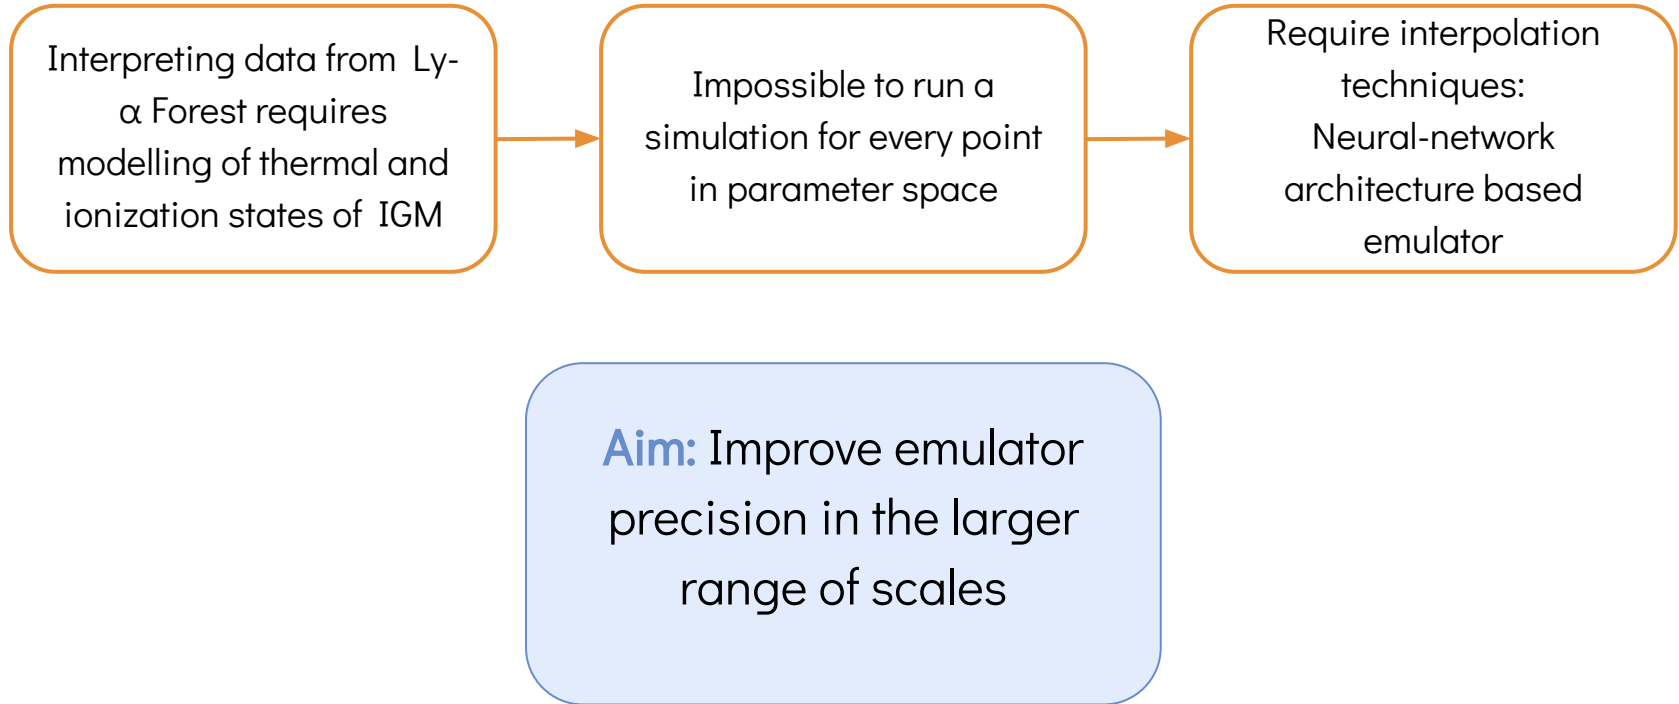 Interpreting data from Ly-
α Forest requires
modelling of thermal and
ionization states of IGM
Impossible to run a
simulation for every point
in parameter space
Require interpolation
techniques:
Neural-network
architecture based
emulator
Aim: Improve emulator
precision in the larger
range of scales